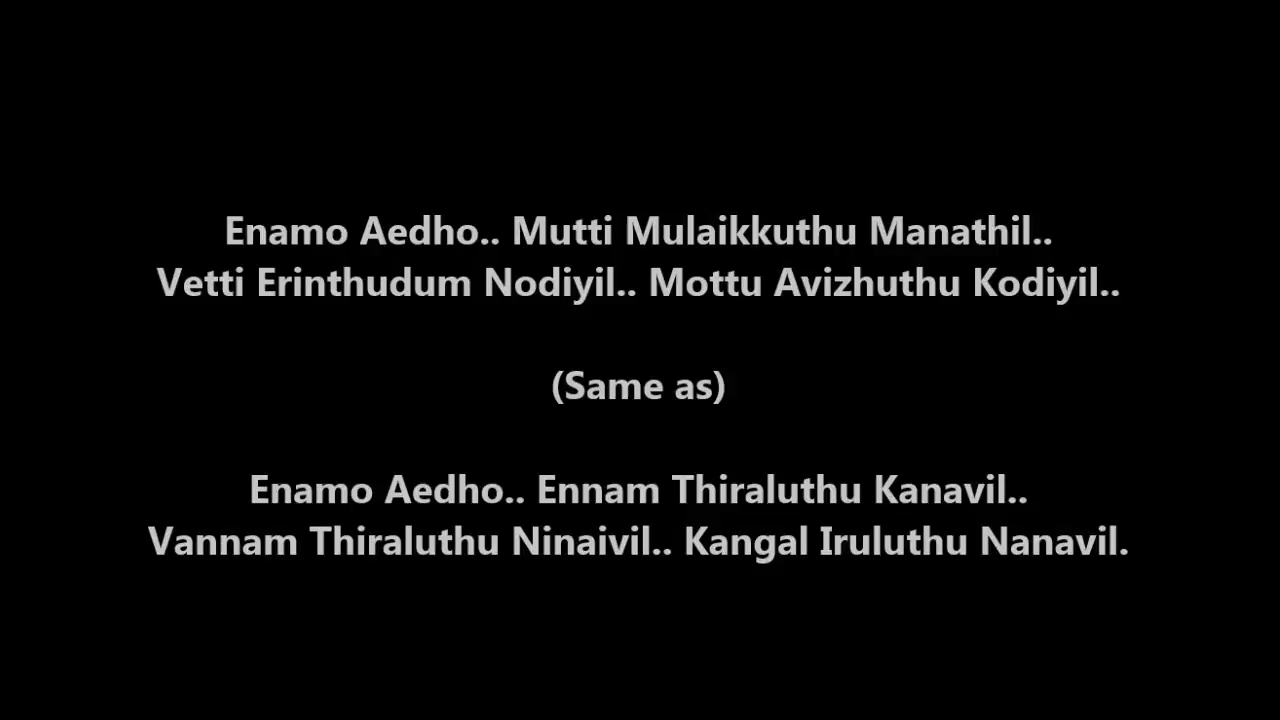 Enamo Aedho.. Mutti Mulaikkuthu Manathil..
Vetti Erinthudum Nodiyil.. Mottu Avizhuthu Kodiyil..
(Same as)
Enamo Aedho.. Ennam Thiraluthu Kanavil..
Vannam Thiraluthu Ninaivil.. Kangal Iruluthu Nanavil.